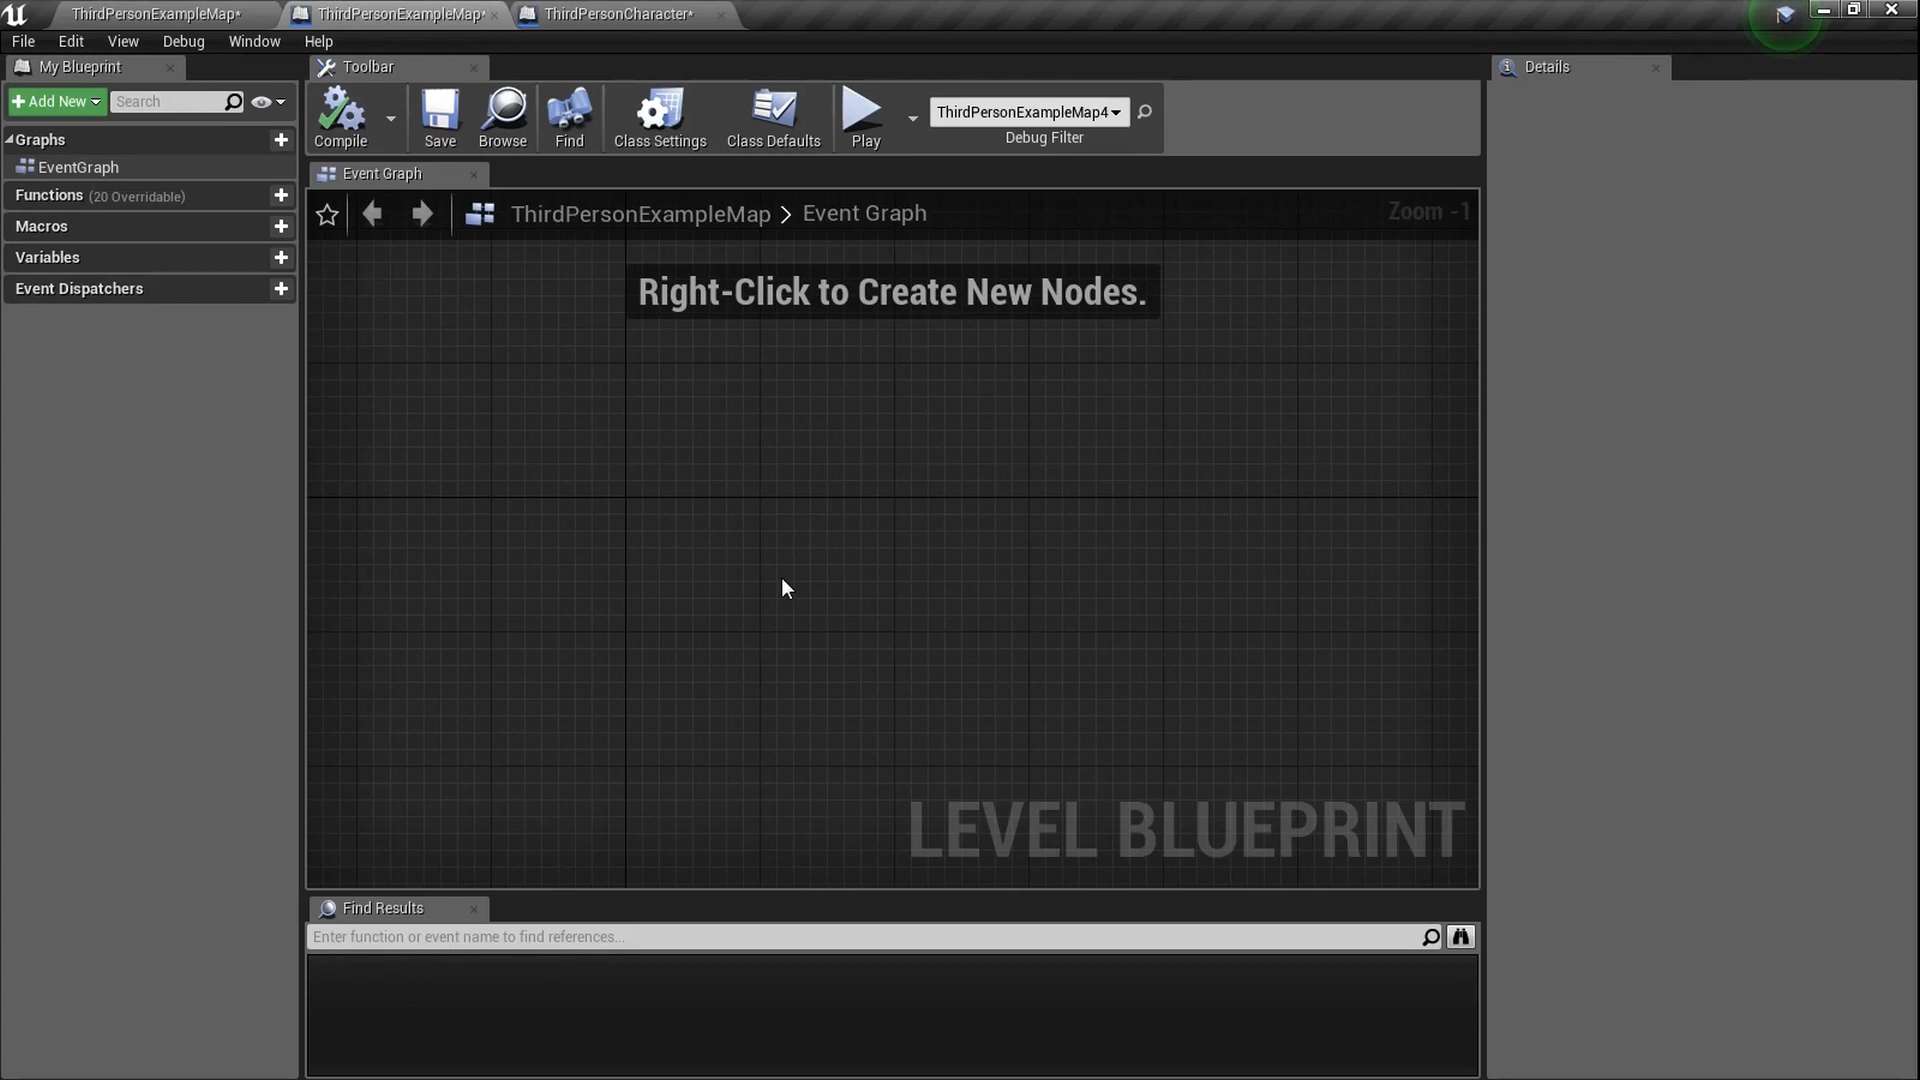 ThirdPersonExampleMap* ThirdPersonExampleMap* ThirdPersonCharacter*
File Edit View Debug Window Help
My Blueprint
Toolbar
Details
Add New
Search
Compile
Save
Browse
Find
Class Settings
Class Defaults
Play
ThirdPersonExampleMap4
Debug Filter
Graphs
EventGraph
Functions (20 Overridable)
Macros
Variables
Event Dispatchers
Event Graph
ThirdPersonExampleMap > Event Graph
Zoom -1
Right-Click to Create New Nodes.
LEVEL BLUEPRINT
Find Results
Enter function or event name to find references...